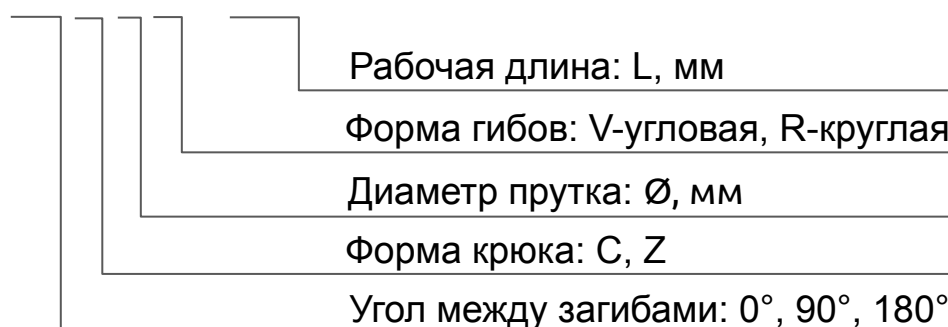 Рабочая длина: L, мм
Форма гибов: V-угловая, R-круглая
Диаметр прутка: Ø, мм
Форма крюка: C, Z
Угол между загибами: 0°, 90°, 180°